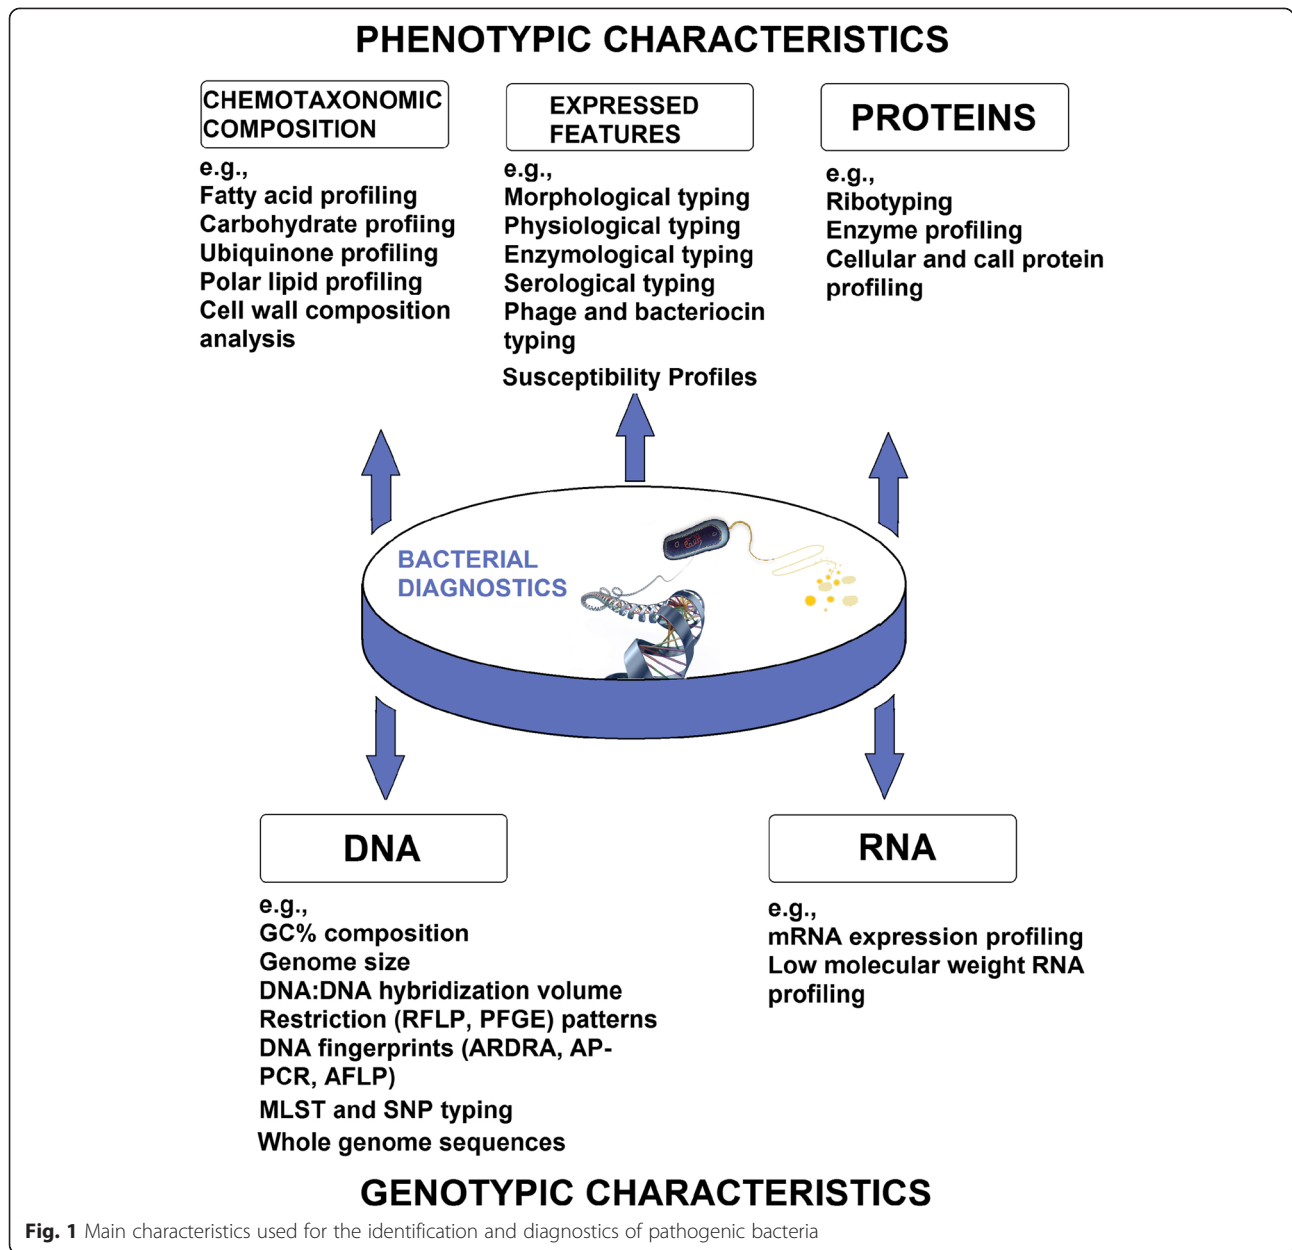 PHENOTYPIC CHARACTERISTICS
CHEMOTAXONOMIC
COMPOSITION
e.g.,
Fatty acid profiling
Carbohydrate profiing
Ubiquinone profiling
Polar lipid profiling
Cell wall composition
analysis
EXPRESSED
FEATURES
e.g.,
Morphological typing
Physiological typing
Enzymological typing
Serological typing
Phage and bacteriocin
typing
Susceptibility Profiles
PROTEINS
e.g.,
Ribotyping
Enzyme profiling
Cellular and call protein
profiling
BACTERIAL
DIAGNOSTICS
DNA
e.g.,
GC% composition
Genome size
DNA:DNA hybridization volume
Restriction (RFLP, PFGE) patterns
DNA fingerprints (ARDRA, AP-
PCR, AFLP)
MLST and SNP typing
Whole genome sequences
RNA
e.g.,
mRNA expression profiling
Low molecular weight RNA
profiling
GENOTYPIC CHARACTERISTICS
Fig. 1 Main characteristics used for the identification and diagnostics of pathogenic bacteria